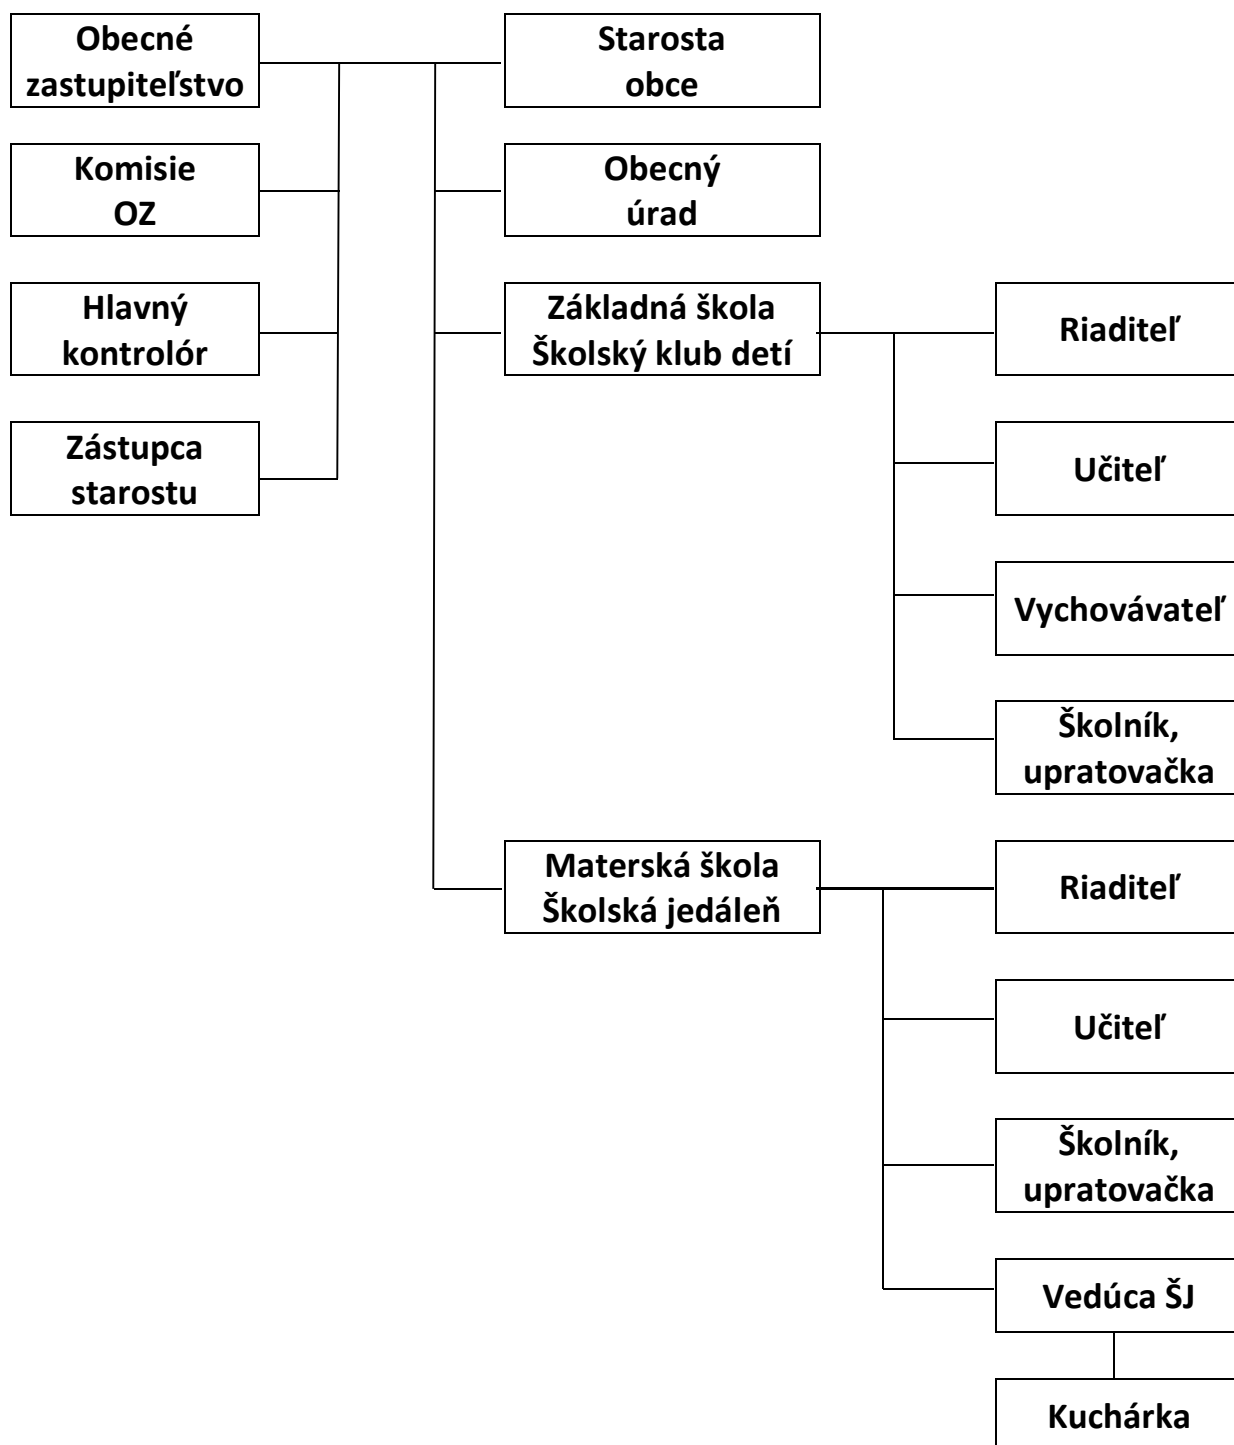 Obecné
zastupiteľstvo
Starosta
obce
Komisie
OZ
Obecný
úrad
Hlavný
kontrolór
Základná škola
Školský klub detí
Riaditeľ
Zástupca
starostu
Učiteľ
Vychovávateľ
Školník,
upratovačka
Materská škola
Školská jedáleň
Riaditeľ
Učiteľ
Školník,
upratovačka
Vedúca ŠJ
Kuchárka